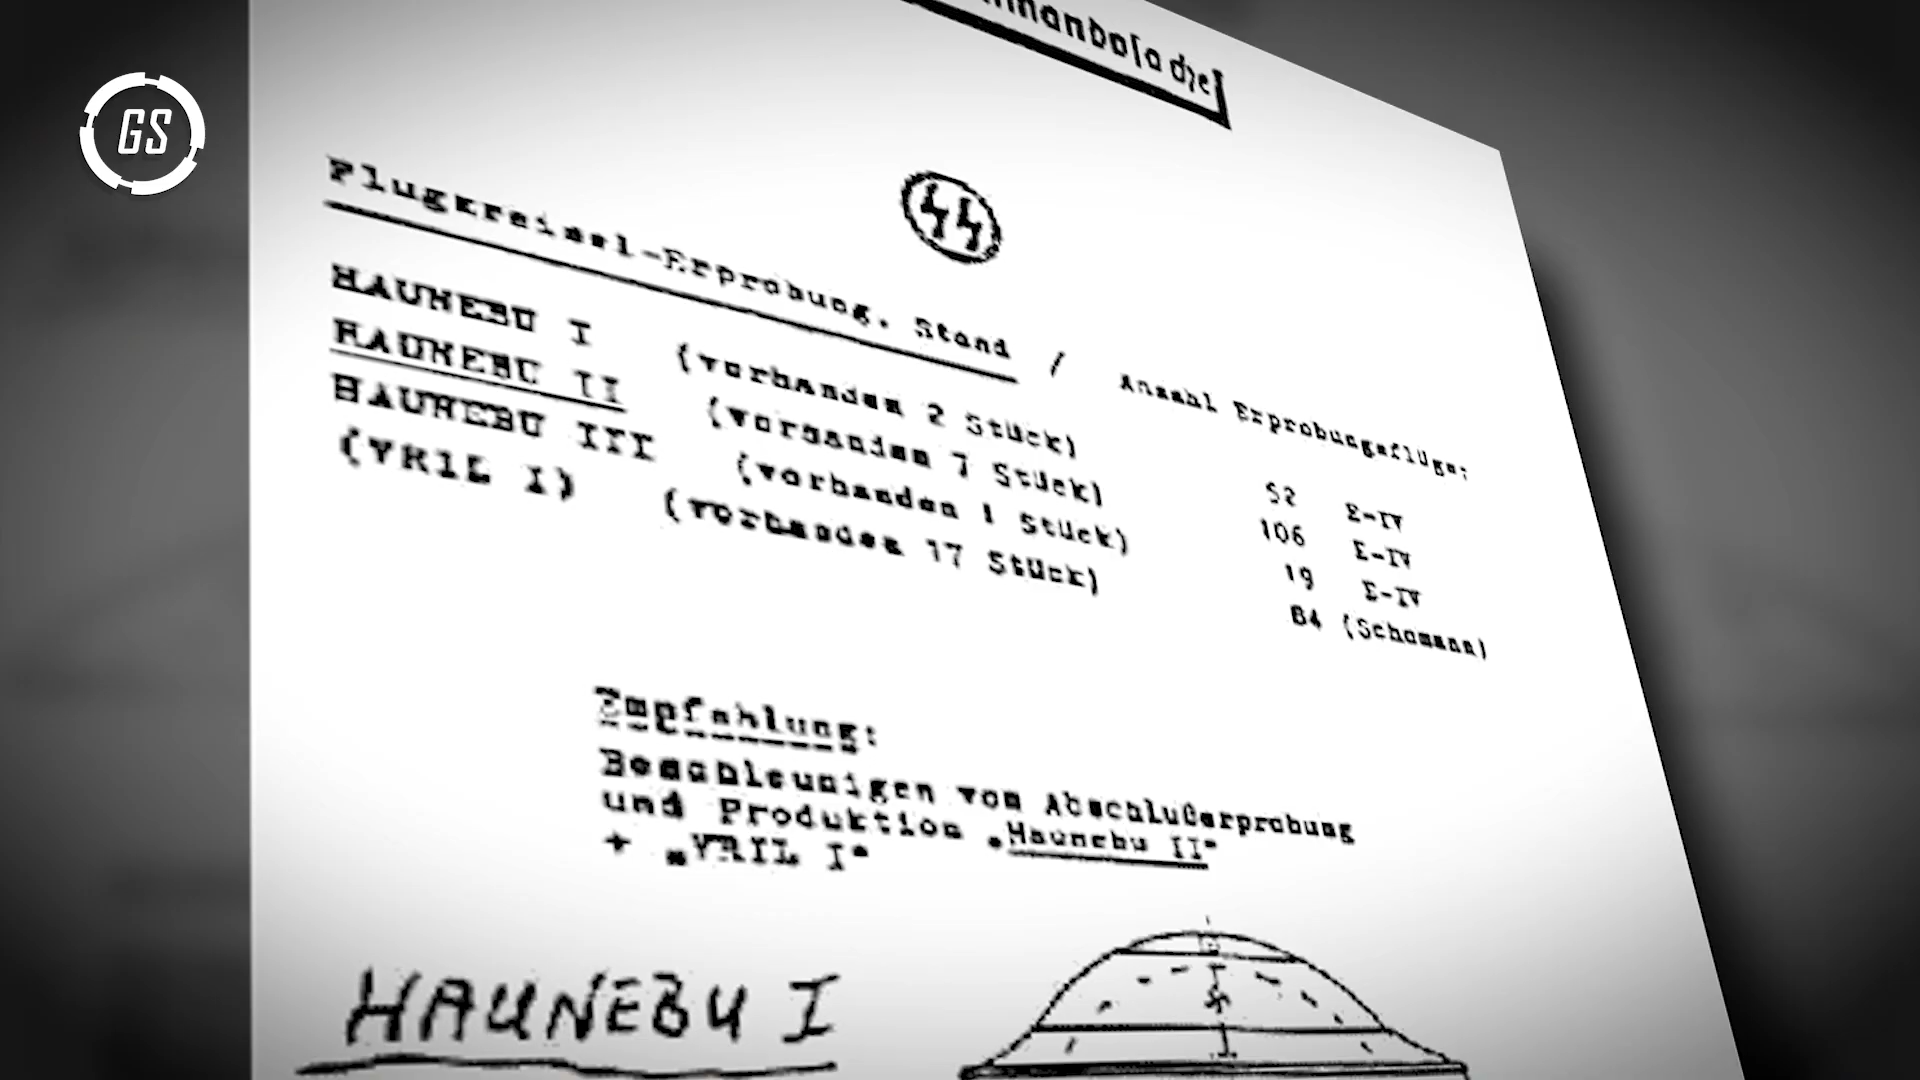 GS
Flugkreisel-Erprobung. Stand / Anzahl Erprobungsflüge:
HAUNEBU I (vorhanden 2 Stück) 52 E-IV
HAUNEBU II (vorhanden 7 Stück) 106 E-IV
HAUNEBU III (vorhanden 1 Stück) 19 E-IV
(VRIL I) (vorhanden 17 Stück) 84 (Schumann)
Empfehlung:
Beschleunigen von Abschlußerprobung
und Produktion „Haunebu II“
+ „VRIL I“
HAUNEBU I